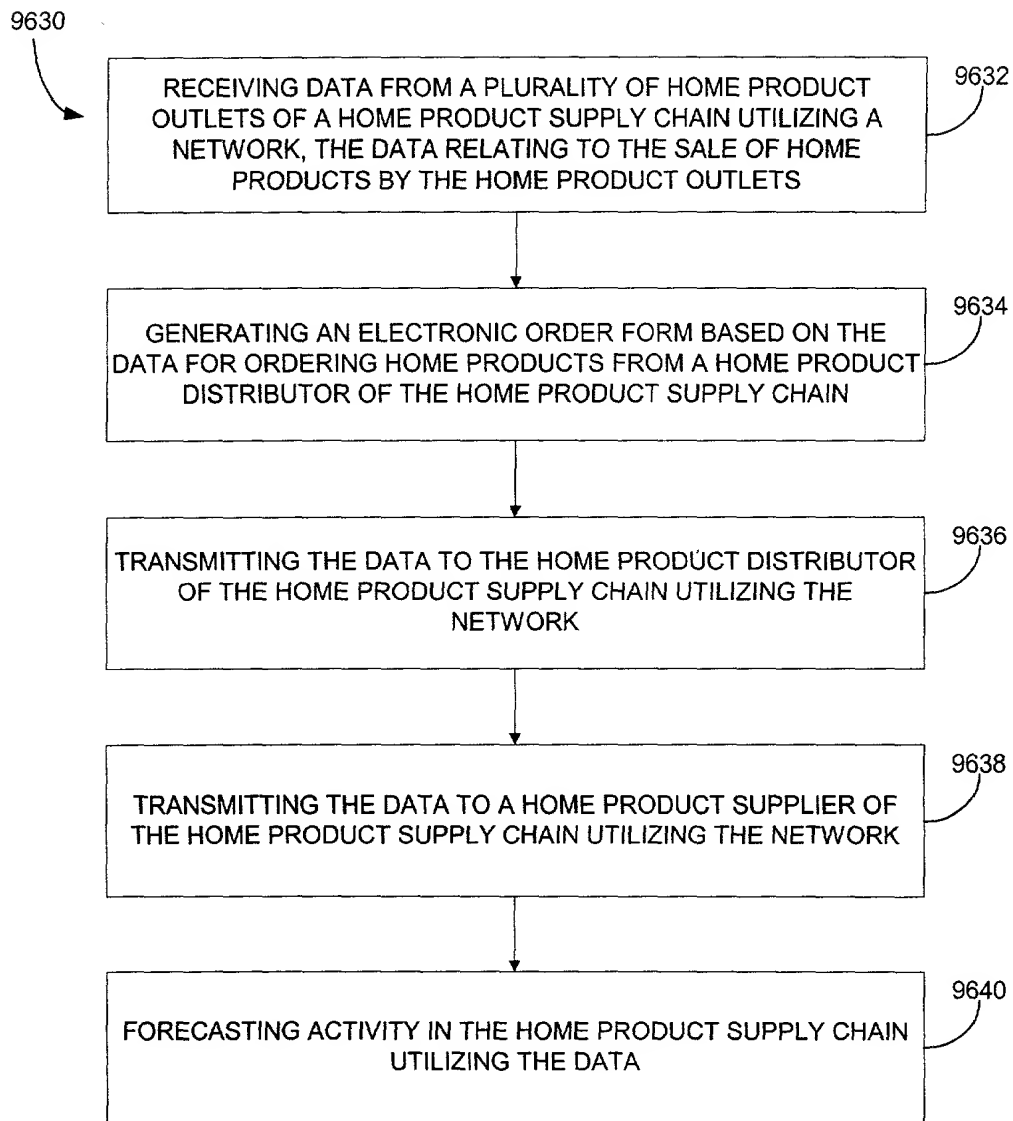 9630
RECEIVING DATA FROM A PLURALITY OF HOME PRODUCT
OUTLETS OF A HOME PRODUCT SUPPLY CHAIN UTILIZING A
NETWORK, THE DATA RELATING TO THE SALE OF HOME
PRODUCTS BY THE HOME PRODUCT OUTLETS
9632
GENERATING AN ELECTRONIC ORDER FORM BASED ON THE
DATA FOR ORDERING HOME PRODUCTS FROM A HOME PRODUCT
DISTRIBUTOR OF THE HOME PRODUCT SUPPLY CHAIN
9634
TRANSMITTING THE DATA TO THE HOME PRODUCT DISTRIBUTOR
OF THE HOME PRODUCT SUPPLY CHAIN UTILIZING THE
NETWORK
9636
TRANSMITTING THE DATA TO A HOME PRODUCT SUPPLIER OF
THE HOME PRODUCT SUPPLY CHAIN UTILIZING THE NETWORK
9638
FORECASTING ACTIVITY IN THE HOME PRODUCT SUPPLY CHAIN
UTILIZING THE DATA
9640